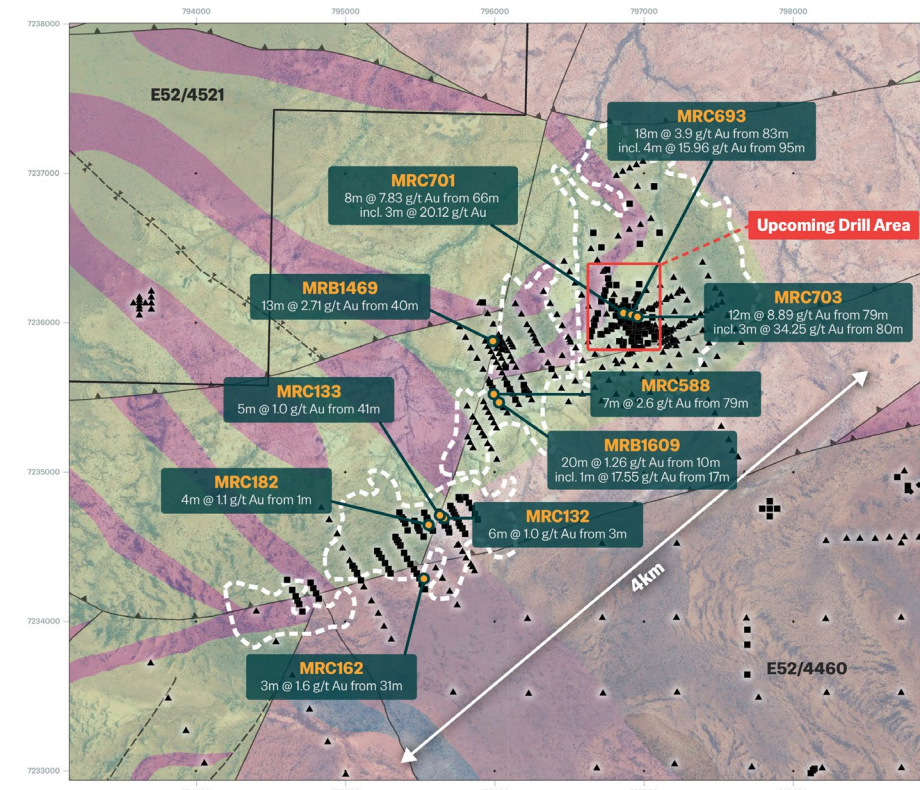 794000
795000
796000
797000
798000
7238000
E52/4521
MRC693
18m @ 3.9 g/t Au from 83m
incl. 4m @ 15.96 g/t Au from 95m
7237000
MRC701
8m @ 7.83 g/t Au from 66m
incl. 3m @ 20.12 g/t Au
Upcoming Drill Area
MRB1469
13m @ 2.71 g/t Au from 40m
MRC703
12m @ 8.89 g/t Au from 79m
incl. 3m @ 34.25 g/t Au from 80m
7236000
MRC133
5m @ 1.0 g/t Au from 41m
MRC588
7m @ 2.6 g/t Au from 79m
MRB1609
20m @ 1.26 g/t Au from 10m
incl. 1m @ 17.55 g/t Au from 17m
7235000
MRC182
4m @ 1.1 g/t Au from 1m
MRC132
6m @ 1.0 g/t Au from 3m
4km
7234000
MRC162
3m @ 1.6 g/t Au from 31m
E52/4460
7233000